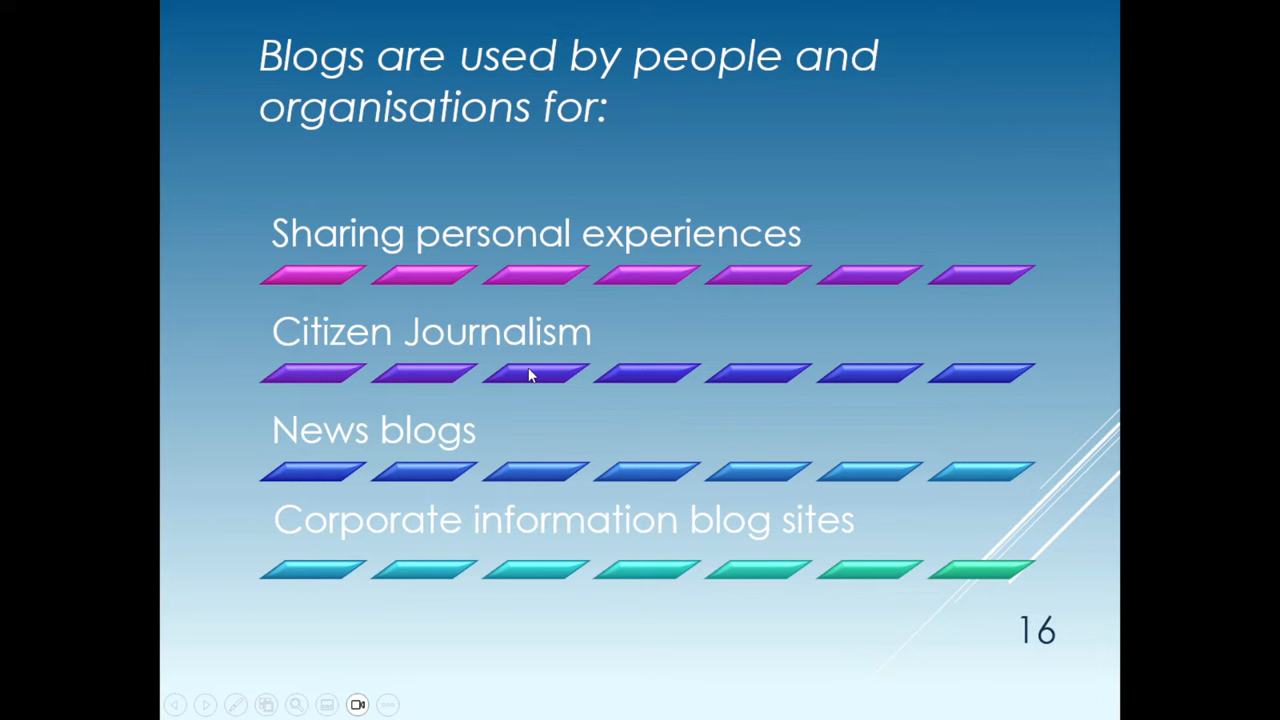 Blogs are used by people and
organisations for:
Sharing personal experiences
Citizen Journalism
News blogs
Corporate information blog sites
16